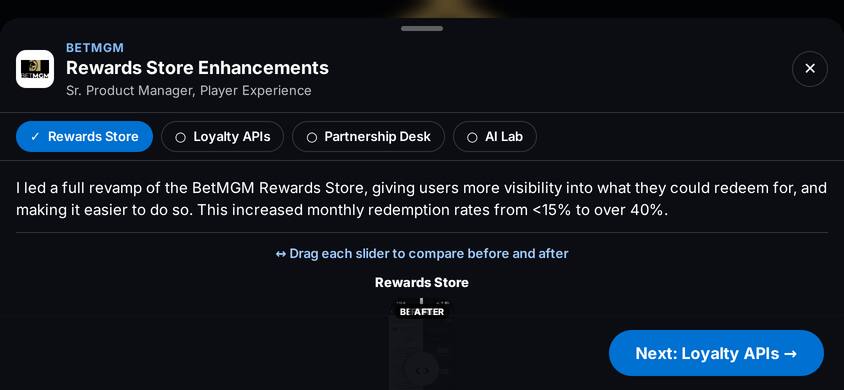 BETMGM
BETMGM
Rewards Store Enhancements
Sr. Product Manager, Player Experience
✕
✓ Rewards Store
○ Loyalty APIs
○ Partnership Desk
○ AI Lab
I led a full revamp of the BetMGM Rewards Store, giving users more visibility into what they could redeem for, and
making it easier to do so. This increased monthly redemption rates from <15% to over 40%.
↔ Drag each slider to compare before and after
Rewards Store
AFTER
Next: Loyalty APIs →